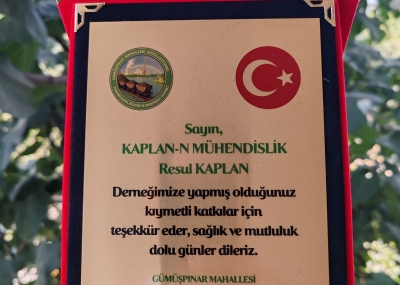 Sayın,
KAPLAN-N MÜHENDİSLİK
Resul KAPLAN
Derneğimize yapmış olduğunuz
kıymetli katkılar için
teşekkür eder, sağlık ve mutluluk
dolu günler dileriz.
GÜMÜŞPINAR MAHALLESİ